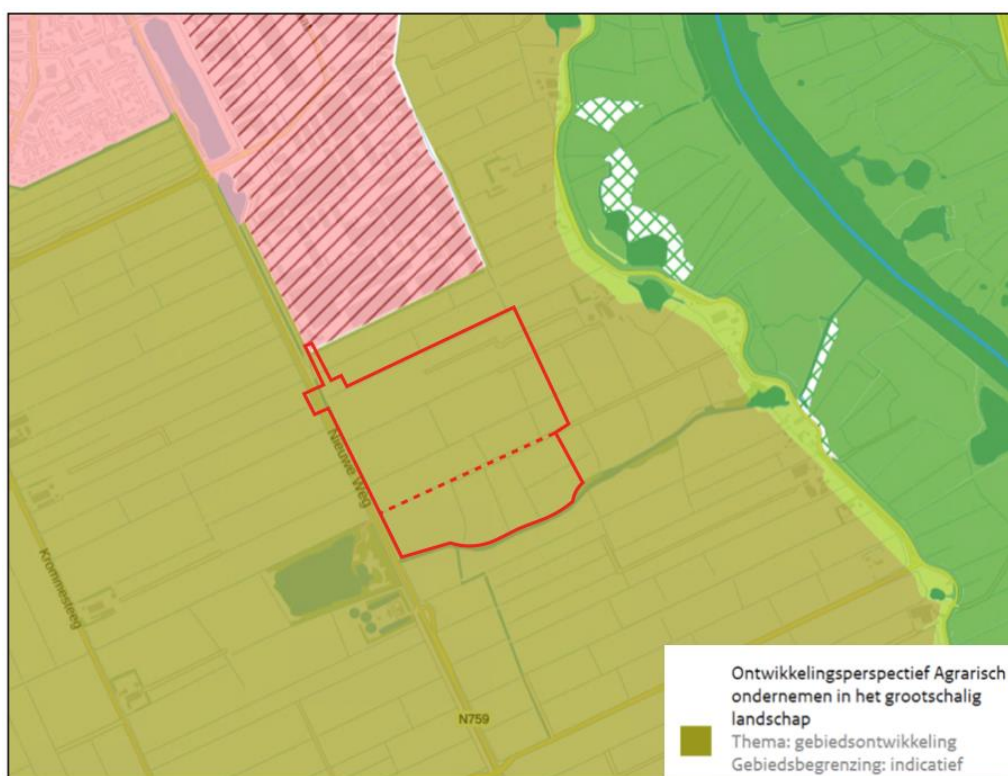 Nieuwe Weg
Krommesteeg
N759
Ontwikkelingsperspectief Agrarisch
ondernemen in het grootschalig
landschap
Thema: gebiedsontwikkeling
Gebiedsbegrenzing: indicatief